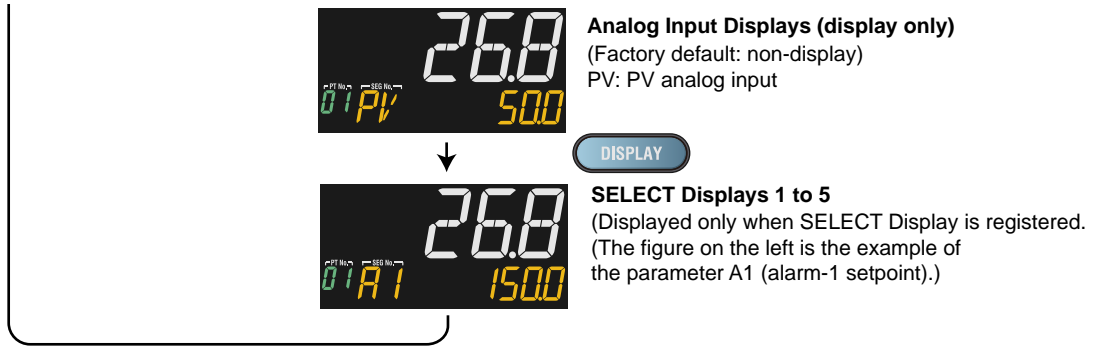 26.8
Analog Input Displays (display only)
(Factory default: non-display)
PV: PV analog input
PT No. SEG No.
01 PV 50.0
DISPLAY
26.8
SELECT Displays 1 to 5
(Displayed only when SELECT Display is registered.
(The figure on the left is the example of
the parameter A1 (alarm-1 setpoint).)
PT No. SEG No.
01 A1 150.0